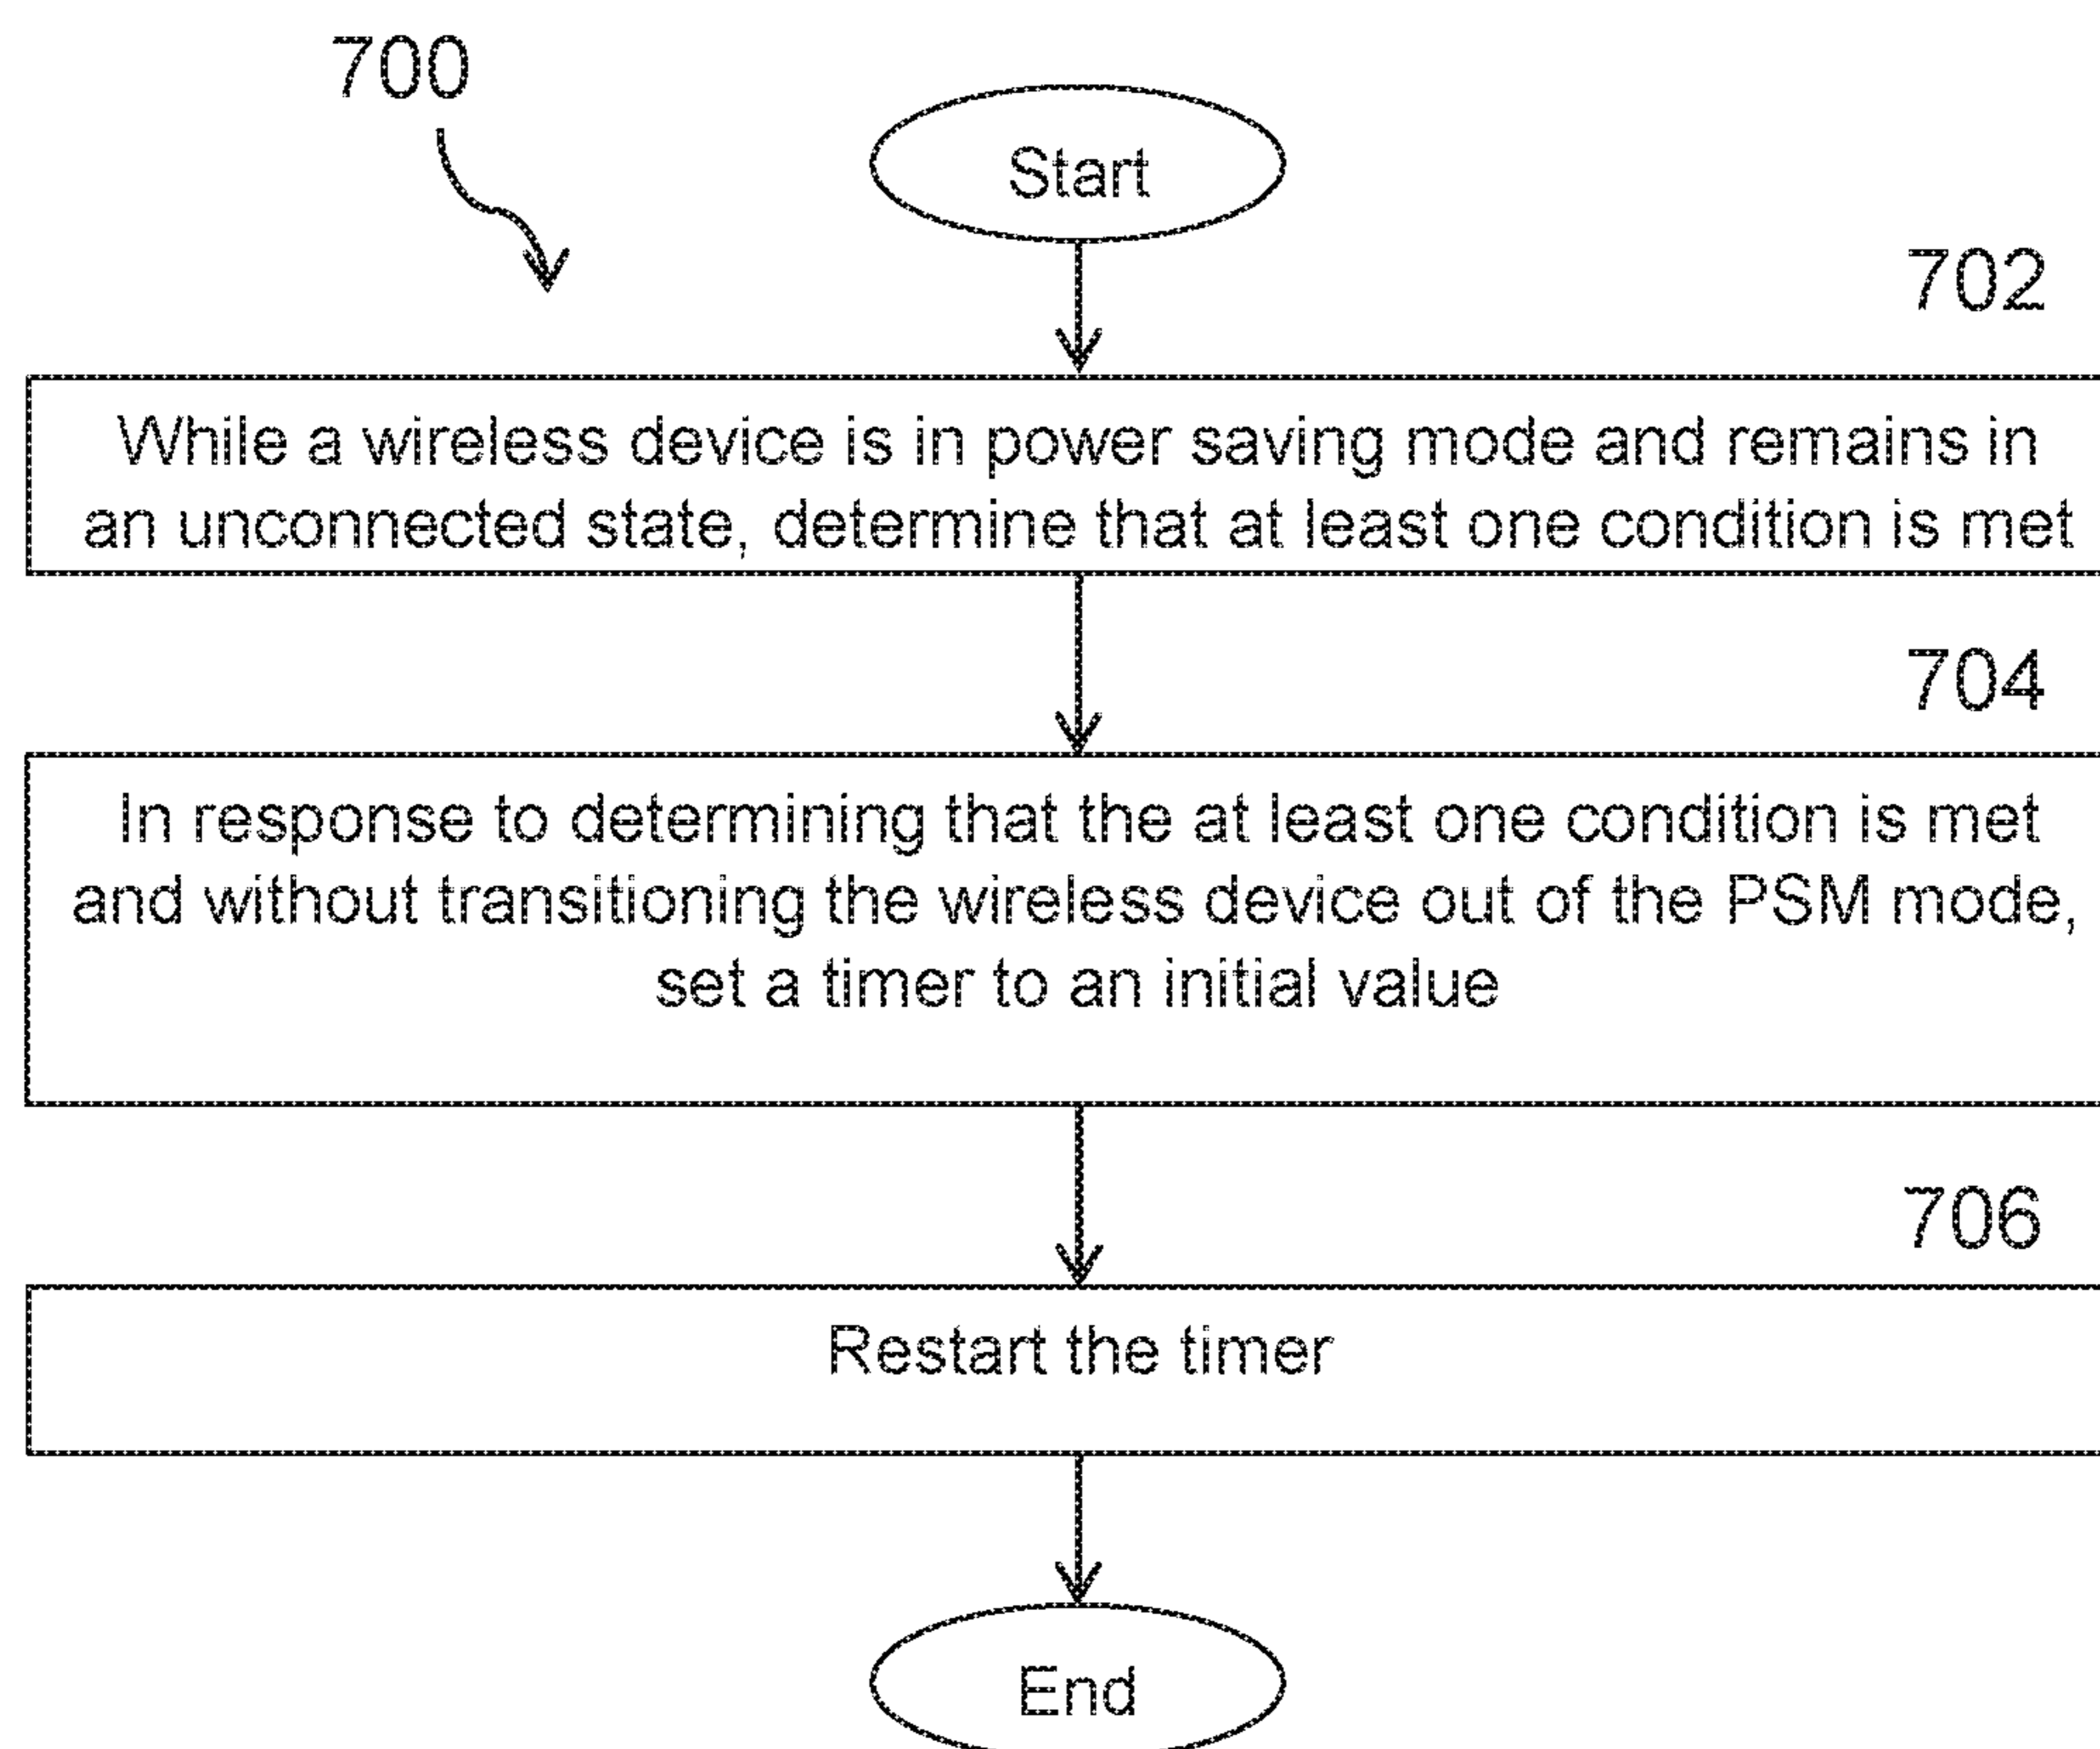 700
Start
702
While a wireless device is in power saving mode and remains in
an unconnected state, determine that at least one condition is met
704
In response to determining that the at least one condition is met
and without transitioning the wireless device out of the PSM mode,
set a timer to an initial value
706
Restart the timer
End